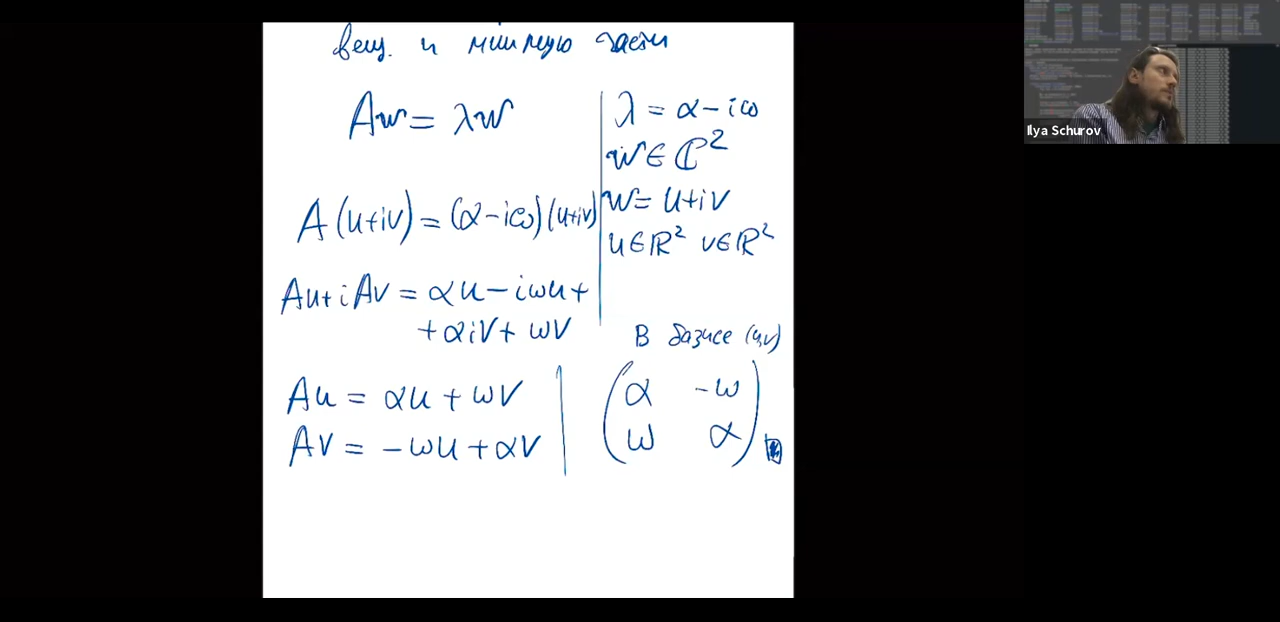 вещ. и мнимую части
Aw = λw
λ = α − iω
w ∈ ℂ²
A(u+iv) = (α − iω)(u+iv)
w = u+iv
u ∈ ℝ² v ∈ ℝ²
Au + iAv = αu − iωu +
+ αiv + ωv
В базисе (u,v)
Au = αu + ωv
Av = −ωu + αv
( α −ω )
( ω α )
Ilya Schurov